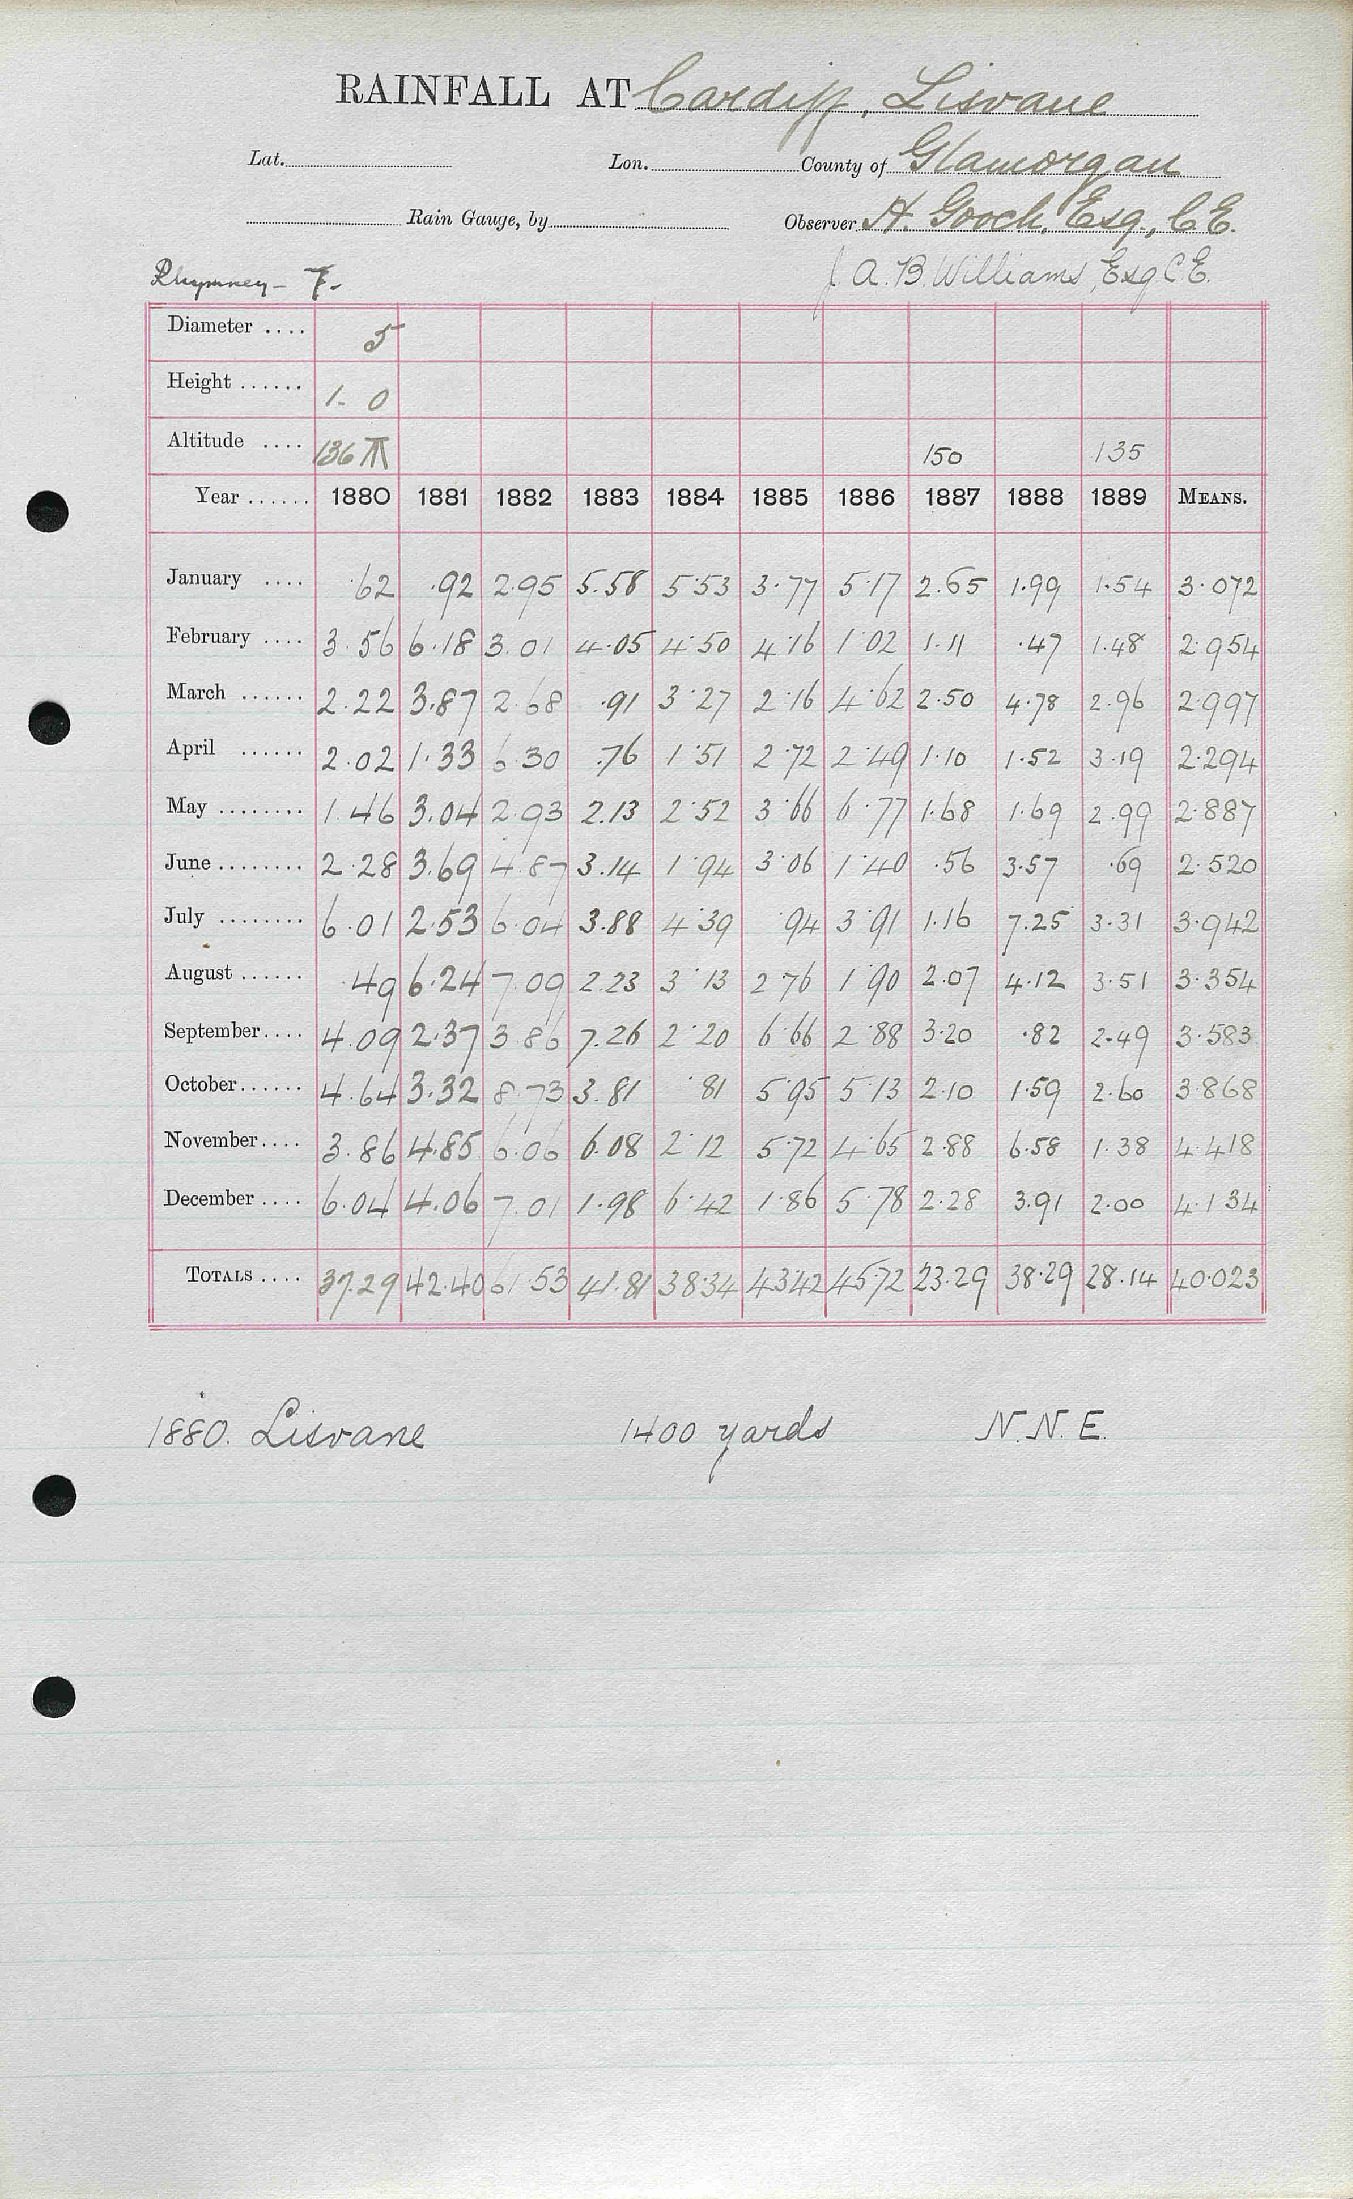 RAINFALL AT Cardiff, Lisvane
Lat. Lon. County of Glamorgan
Rain Gauge, by Observer H. Gooch, Esq., C.E.
J. A. B. Williams, Esq C.E.
Rhymney - 7.
Diameter .... 5
Height ...... 1 - 0
Altitude .... 136 150 135
Year ...... 1880 1881 1882 1883 1884 1885 1886 1887 1888 1889 MEANS.
January .... .62 .92 2.95 5.58 5.53 3.77 5.17 2.65 1.99 1.54 3.072
February .... 3.56 6.18 3.01 4.05 4.50 4.16 1.02 1.11 .47 1.48 2.954
March ...... 2.22 3.87 2.68 .91 3.27 2.16 4.62 2.50 4.78 2.96 2.997
April ...... 2.02 1.33 6.30 .76 1.51 2.72 2.49 1.10 1.52 3.19 2.294
May ........ 1.46 3.04 2.93 2.13 2.52 3.66 6.77 1.68 1.69 2.99 2.887
June ........ 2.28 3.69 4.87 3.14 1.94 3.06 1.40 .56 3.57 .69 2.520
July ........ 6.01 2.53 6.04 3.88 4.39 .94 3.91 1.16 7.25 3.31 3.942
August ...... .49 6.24 7.09 2.23 3.13 2.76 1.90 2.07 4.12 3.51 3.354
September .... 4.09 2.37 3.86 7.26 2.20 6.66 2.88 3.20 .82 2.49 3.583
October ...... 4.64 3.32 8.73 3.81 .81 5.95 5.13 2.10 1.59 2.60 3.868
November .... 3.86 4.85 6.06 6.08 2.12 5.72 4.65 2.88 6.58 1.38 4.418
December .... 6.04 4.06 7.01 1.98 6.42 1.86 5.78 2.28 3.91 2.00 4.134
TOTALS .... 37.29 42.40 61.53 41.81 38.34 43.42 45.72 23.29 38.29 28.14 40.023
1880. Lisvane 1400 yards N.N.E.